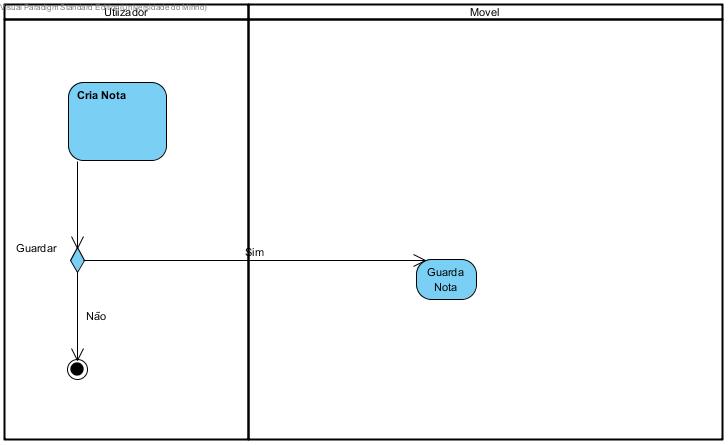 Visual Paradigm Standard Edition(Universidade do Minho)
Utilizador
Movel
Cria Nota
Guardar
Sim
Guarda
Nota
Não